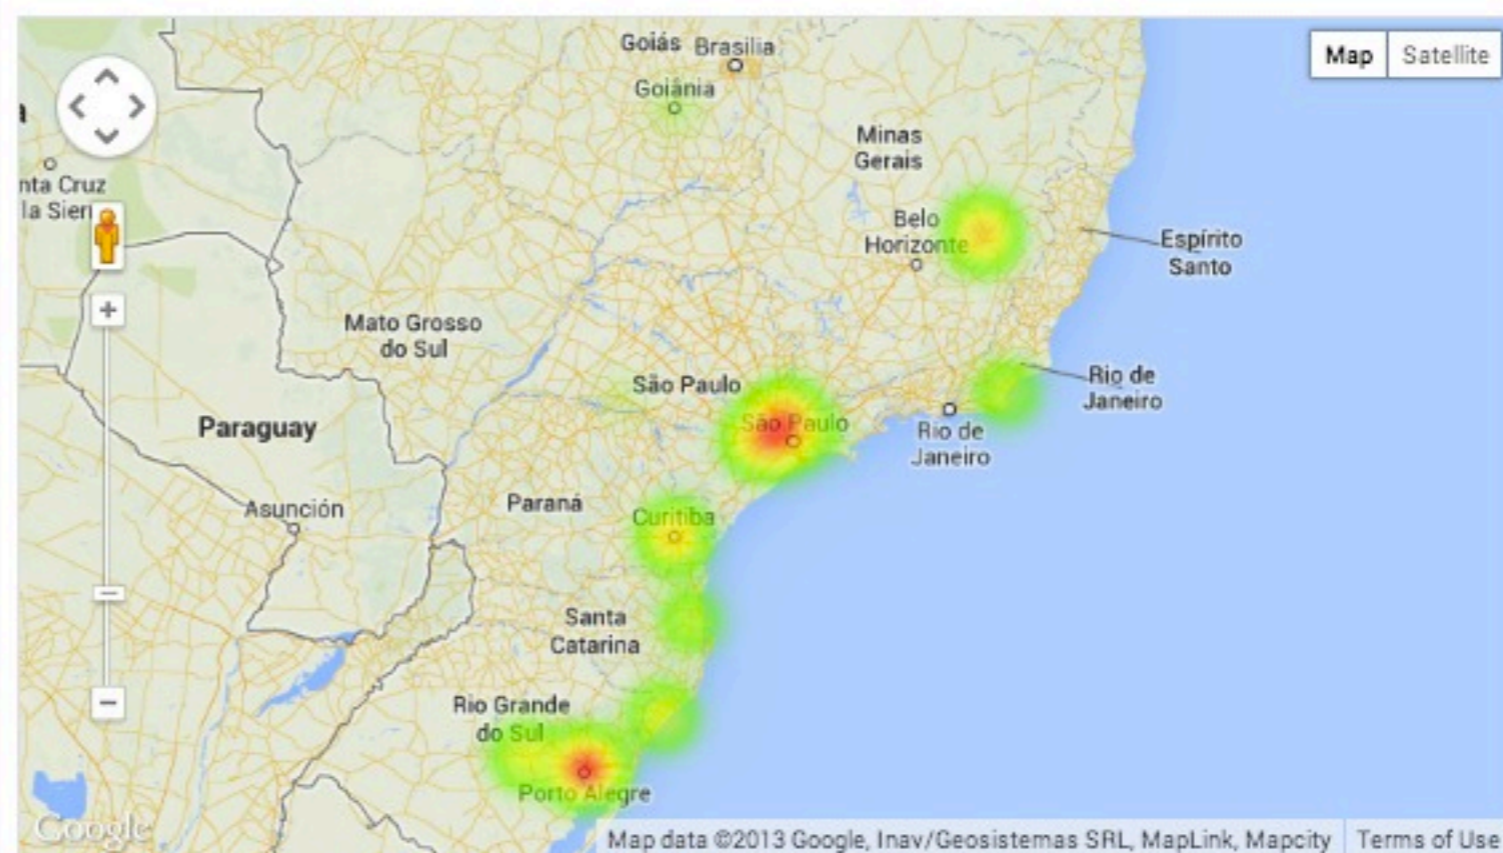 Goiás Brasilia
Map Satellite
Goiânia
Minas
Gerais
nta Cruz
la Sierr
Belo
Horizonte
Espírito
Santo
Mato Grosso
do Sul
São Paulo
Rio de
Janeiro
Paraguay
São Paulo
Rio de
Janeiro
Asunción
Paraná
Curitiba
Santa
Catarina
Rio Grande
do Sul
Porto Alegre
Google
Map data ©2013 Google, Inav/Geosistemas SRL, MapLink, Mapcity Terms of Use